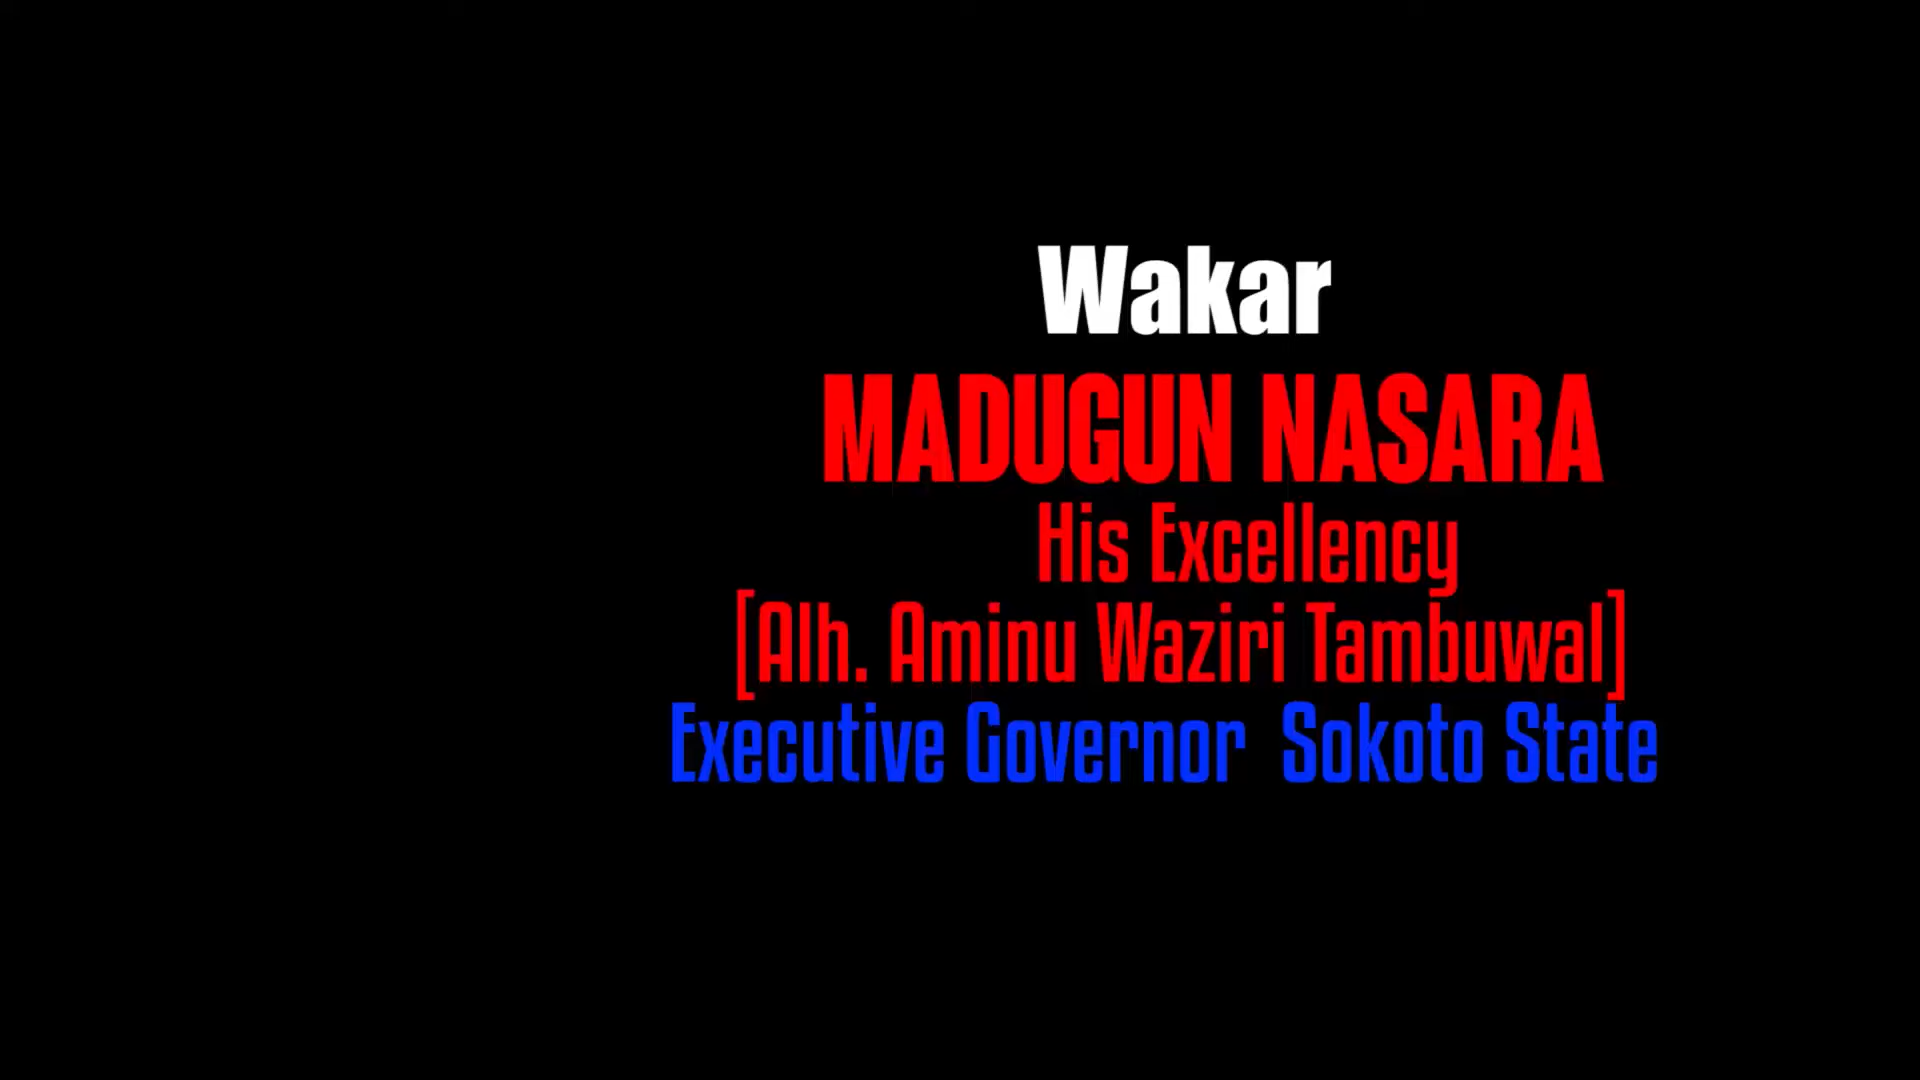 Wakar
MADUGUN NASARA
His Excellency
[Alh. Aminu Waziri Tambuwal]
Executive Governor Sokoto State